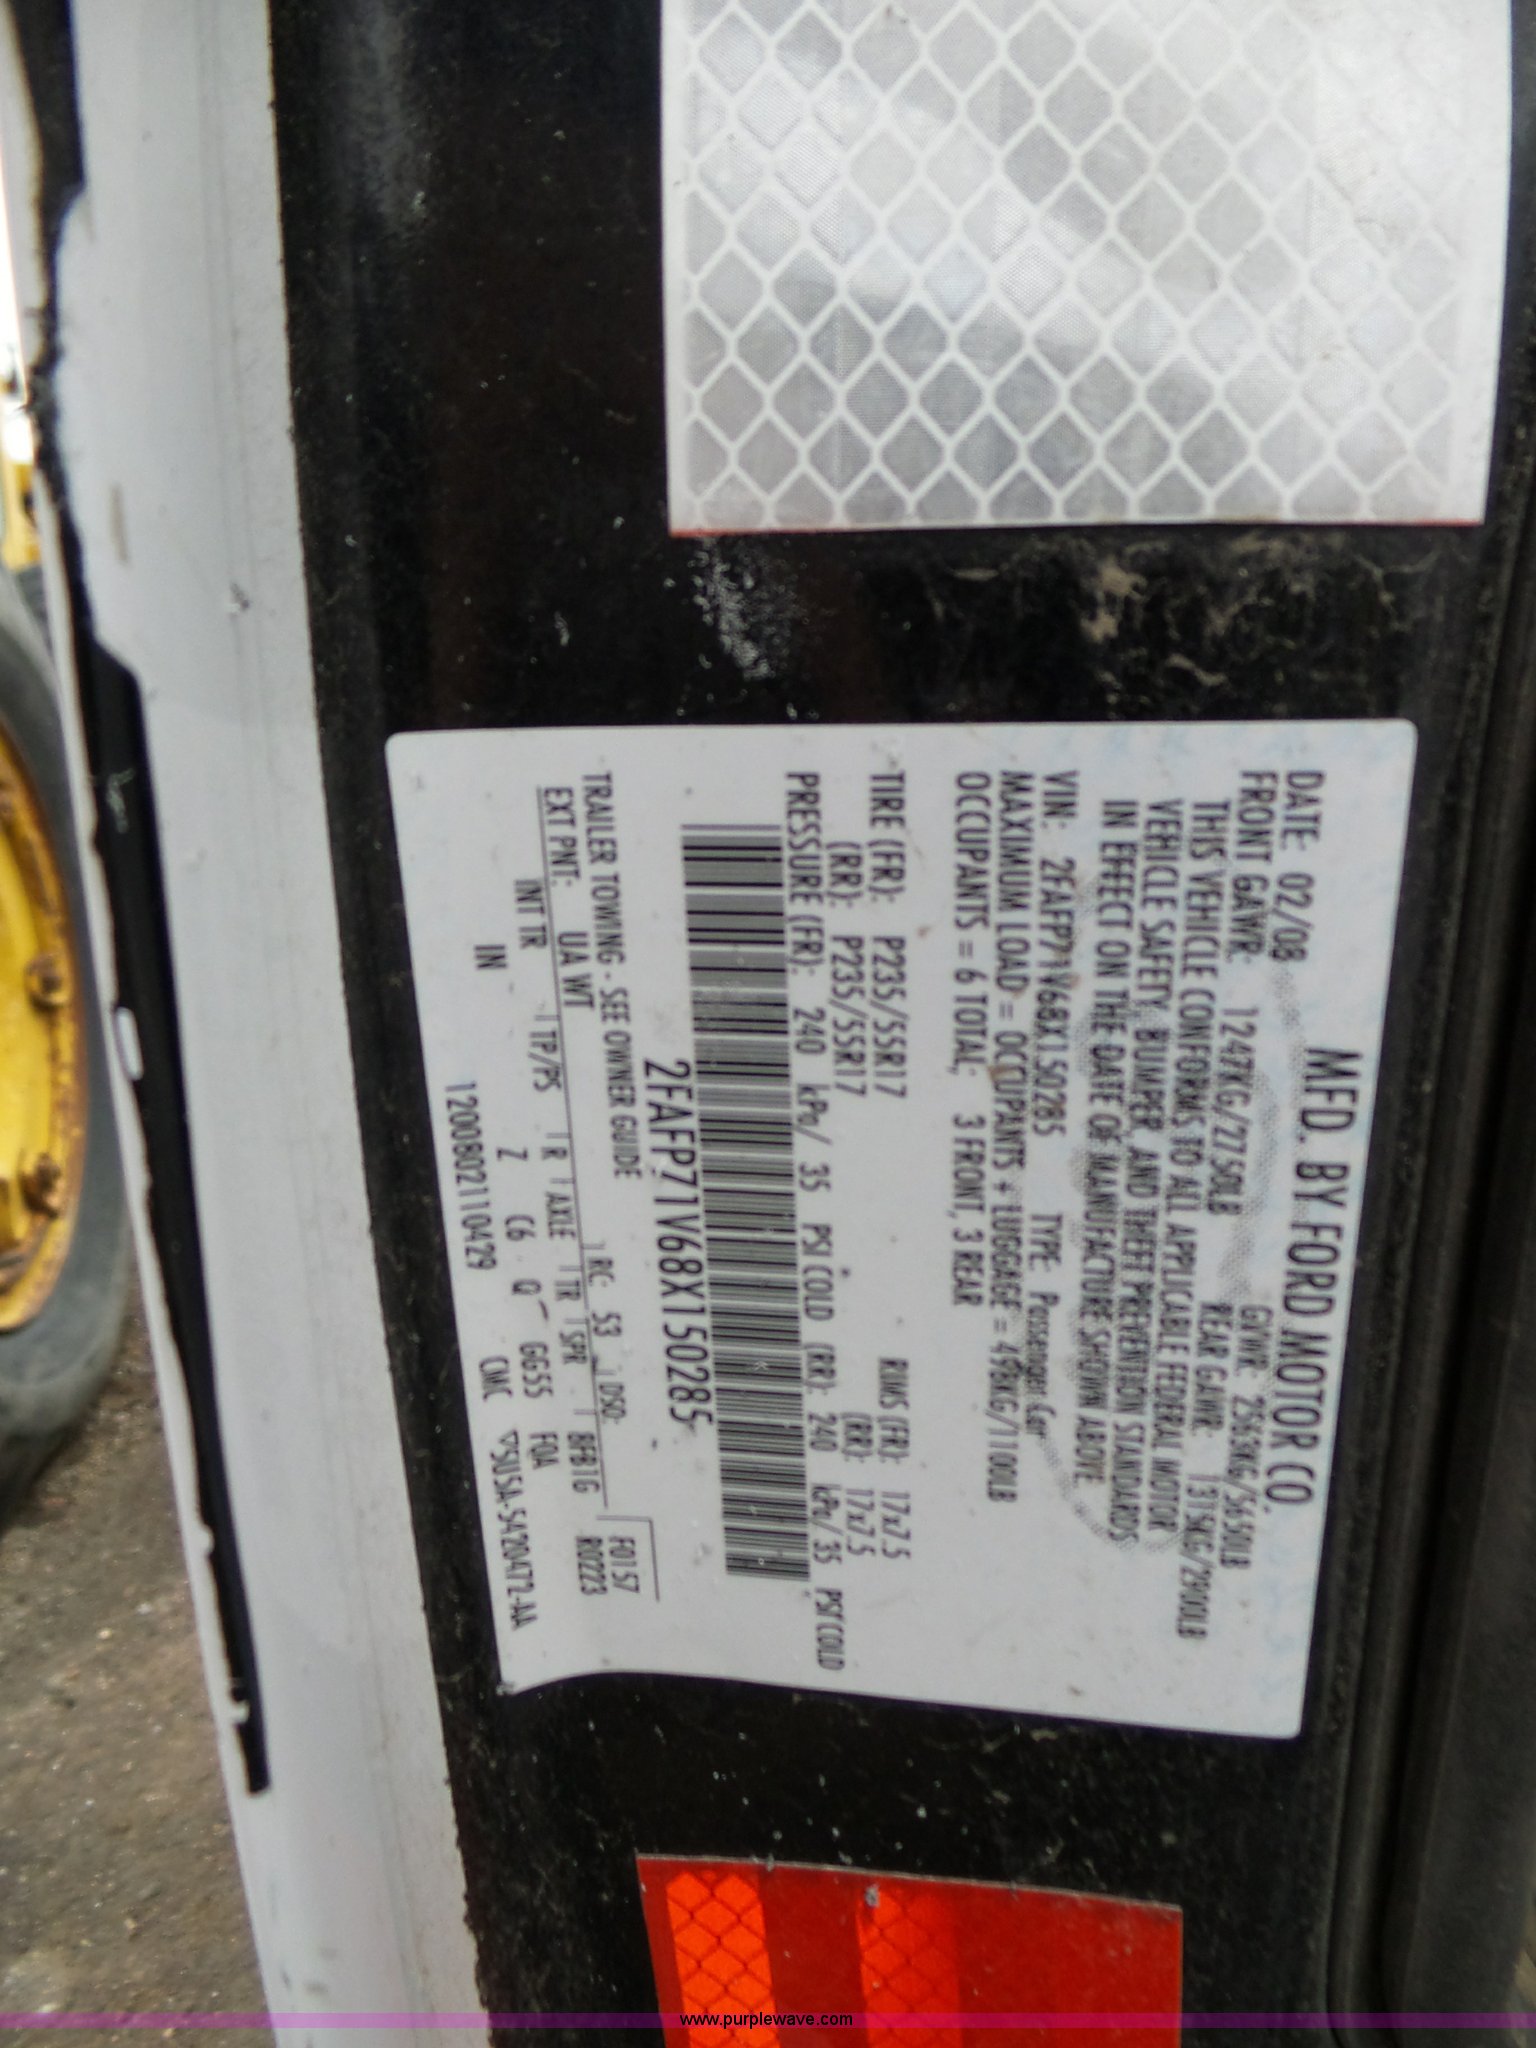 MFD. BY FORD MOTOR CO.
DATE: 02/08 GVWR: 2563KG/5650LB
FRONT GAWR: 1247KG/2750LB REAR GAWR: 1315KG/2900LB
THIS VEHICLE CONFORMS TO ALL APPLICABLE FEDERAL MOTOR
VEHICLE SAFETY, BUMPER, AND THEFT PREVENTION STANDARDS
IN EFFECT ON THE DATE OF MANUFACTURE SHOWN ABOVE.
VIN: 2FAFP71V68X150285 TYPE: Passenger Car
MAXIMUM LOAD = OCCUPANTS + LUGGAGE = 498KG/1100LB
OCCUPANTS = 6 TOTAL; 3 FRONT, 3 REAR
TIRE (FR): P235/55R17 RIMS (FR): 17x7.5
(RR): P235/55R17 (RR): 17x7.5
PRESSURE (FR): 240 kPa/ 35 PSI COLD (RR): 240 kPa/ 35 PSI COLD
2FAFP71V68X150285
TRAILER TOWING - SEE OWNER GUIDE
F0157
R0223
EXT PNT: UA WT RC: 53 DSO:
INT TR TP/PS R AXLE TR SPR BFB1G
IN Z C6 Q GG55 FQA
1200802110429 CMC ▽5U5A-5420472-AA
www.purplewave.com